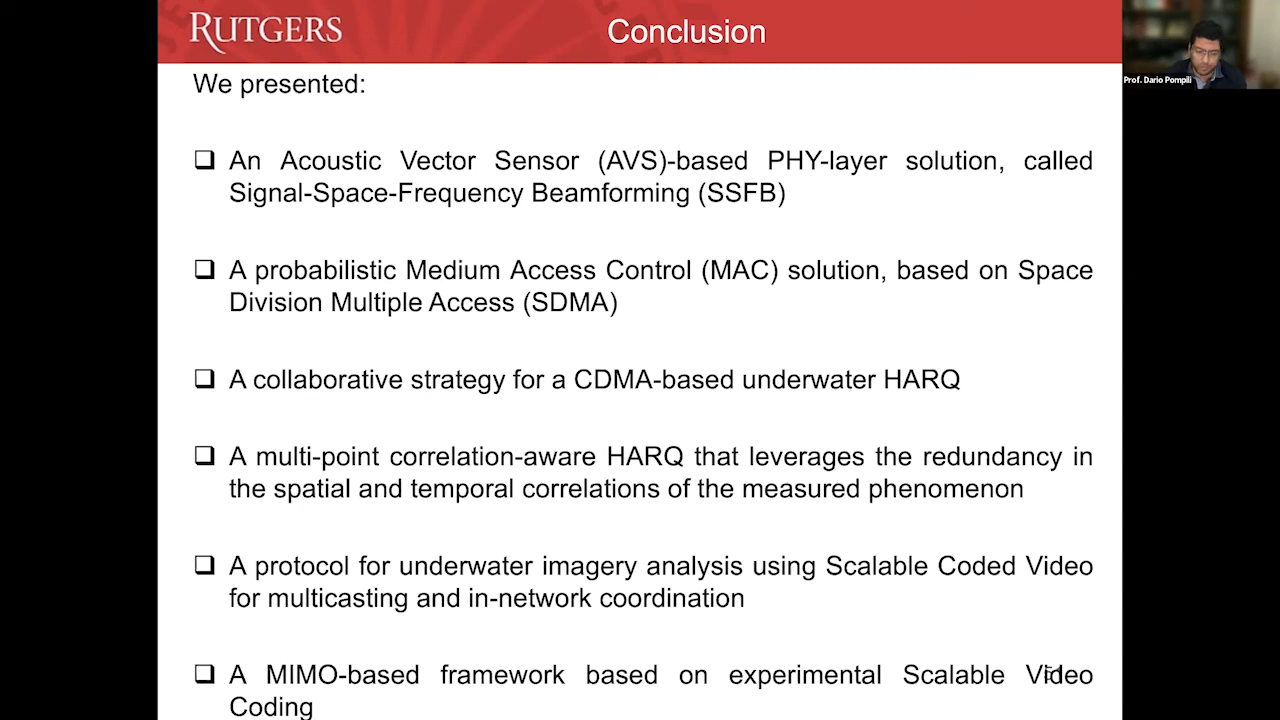 RUTGERS
Conclusion
Prof. Dario Pompili
We presented:
An Acoustic Vector Sensor (AVS)-based PHY-layer solution, called
Signal-Space-Frequency Beamforming (SSFB)
A probabilistic Medium Access Control (MAC) solution, based on Space
Division Multiple Access (SDMA)
A collaborative strategy for a CDMA-based underwater HARQ
A multi-point correlation-aware HARQ that leverages the redundancy in
the spatial and temporal correlations of the measured phenomenon
A protocol for underwater imagery analysis using Scalable Coded Video
for multicasting and in-network coordination
A MIMO-based framework based on experimental Scalable Video
Coding